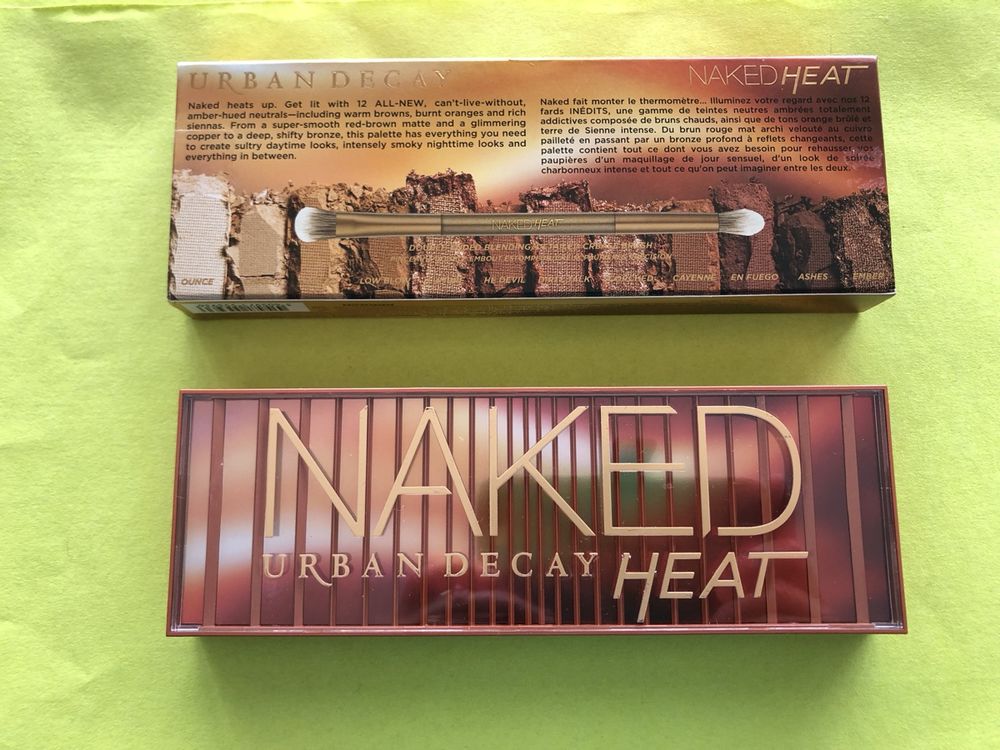 URBAN DECAY
NAKED HEAT
Naked heats up. Get lit with 12 ALL-NEW, can't-live-without,
amber-hued neutrals—including warm browns, burnt oranges and rich
siennas. From a super-smooth red-brown matte and a glimmering
copper to a deep, shifty bronze, this palette has everything you need
to create sultry daytime looks, intensely smoky nighttime looks and
everything in between.
Naked fait monter le thermomètre... Illuminez votre regard avec nos 12
fards INÉDITS, une gamme de teintes neutres ambrées totalement
addictives composée de bruns chauds, ainsi que de tons orange brûlé et
terre de Sienne intense. Du brun rouge mat archi velouté au cuivre
pailleté en passant par un bronze profond à reflets changeants, cette
palette contient tout ce dont vous avez besoin pour rehausser vos
paupières d'un maquillage de jour sensuel, d'un look de soirée
charbonneux intense et tout ce qu'on peut imaginer entre les deux.
NAKED HEAT
OUNCE
CAYENNE EN FUEGO ASHES EMBER
NAKED
URBAN DECAY HEAT